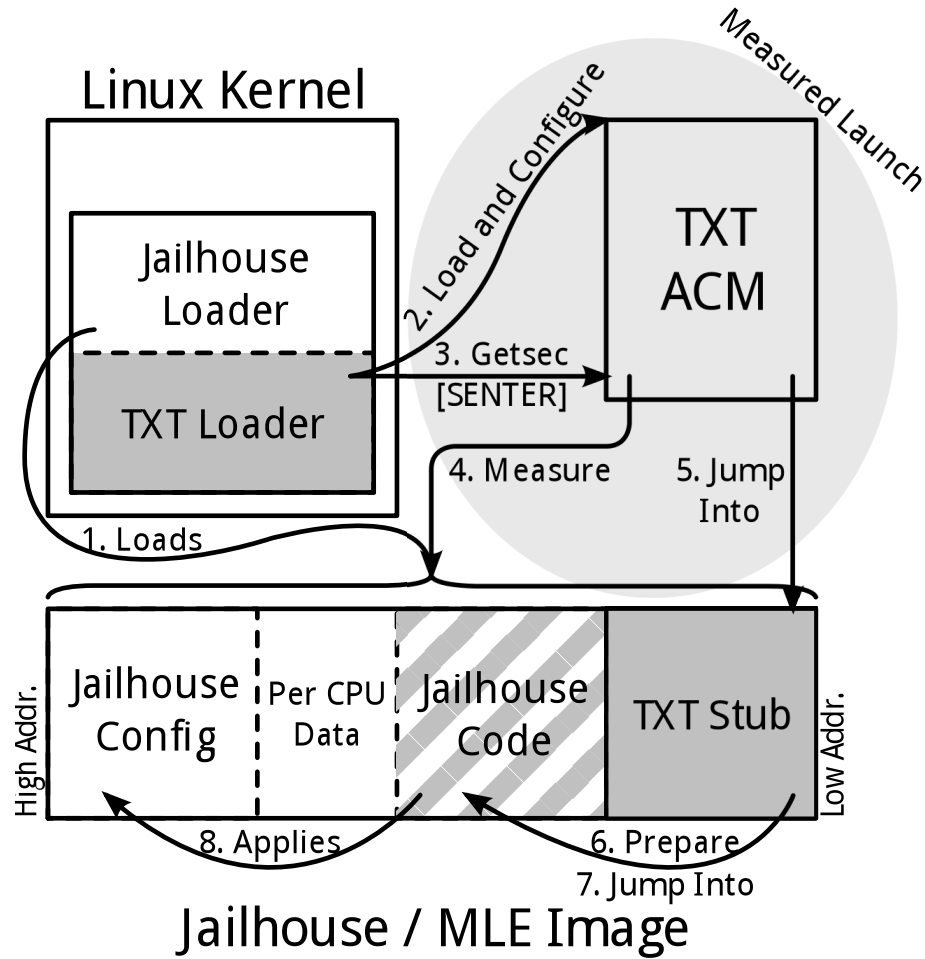 Measured Launch
Linux Kernel
Jailhouse
Loader
TXT Loader
2. Load and Configure
TXT
ACM
3. Getsec
[SENTER]
4. Measure
5. Jump
Into
1. Loads
High Addr.
Jailhouse
Config
Per CPU
Data
Jailhouse
Code
TXT Stub
Low Addr.
8. Applies
6. Prepare
7. Jump Into
Jailhouse / MLE Image